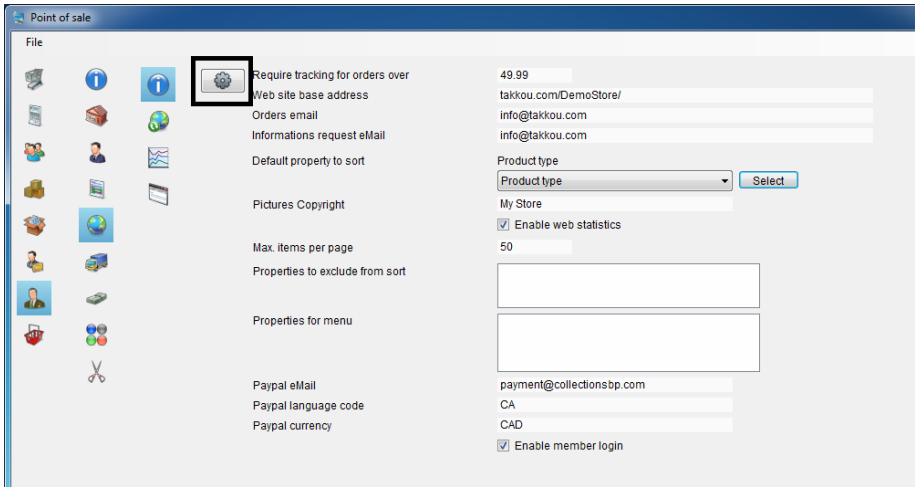 Point of sale
File
Require tracking for orders over 49.99
Web site base address takkou.com/DemoStore/
Orders email info@takkou.com
Informations request eMail info@takkou.com
Default property to sort Product type
Product type Select
Pictures Copyright My Store
Enable web statistics
Max. items per page 50
Properties to exclude from sort
Properties for menu
Paypal eMail payment@collectionsbp.com
Paypal language code CA
Paypal currency CAD
Enable member login